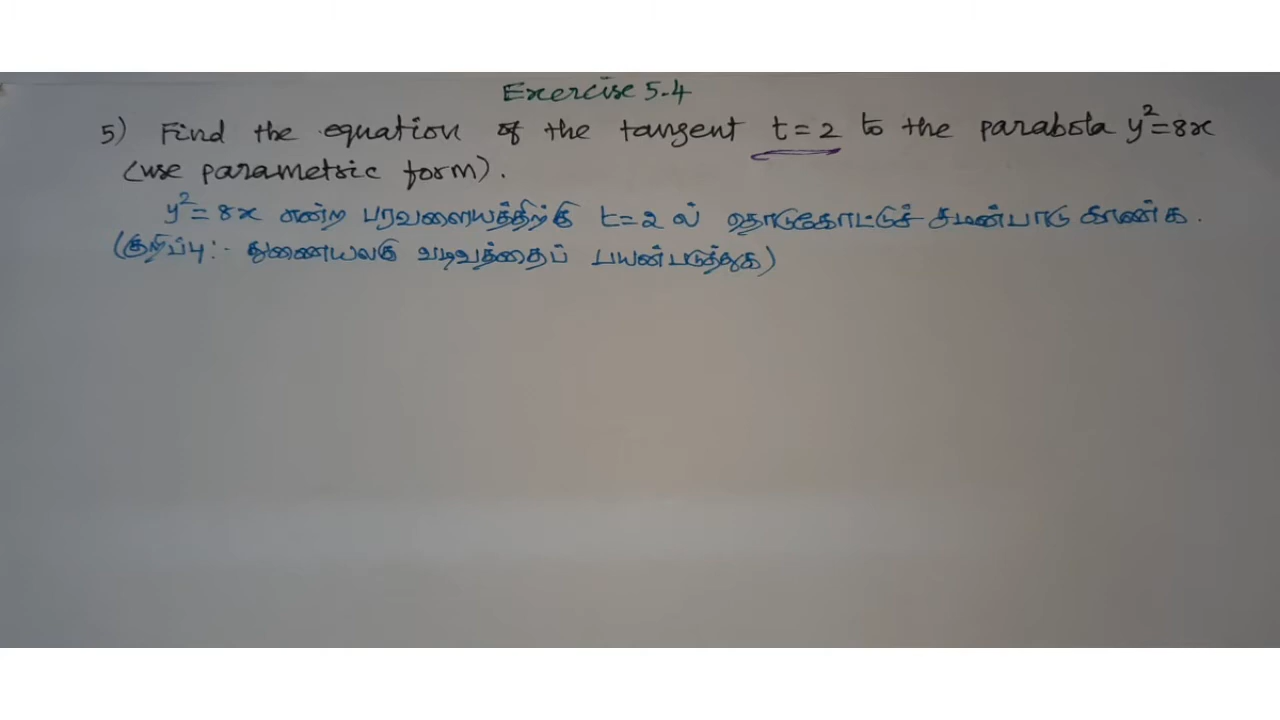 Exercise 5.4
5) Find the equation of the tangent t = 2 to the parabola y² = 8x
(use parametric form).
y² = 8x என்ற பரவளையத்திற்கு t = 2 ல் தொடுகோட்டுச் சமன்பாடு காண்க .
(குறிப்பு :- துணையலகு வடிவத்தைப் பயன்படுத்துக)